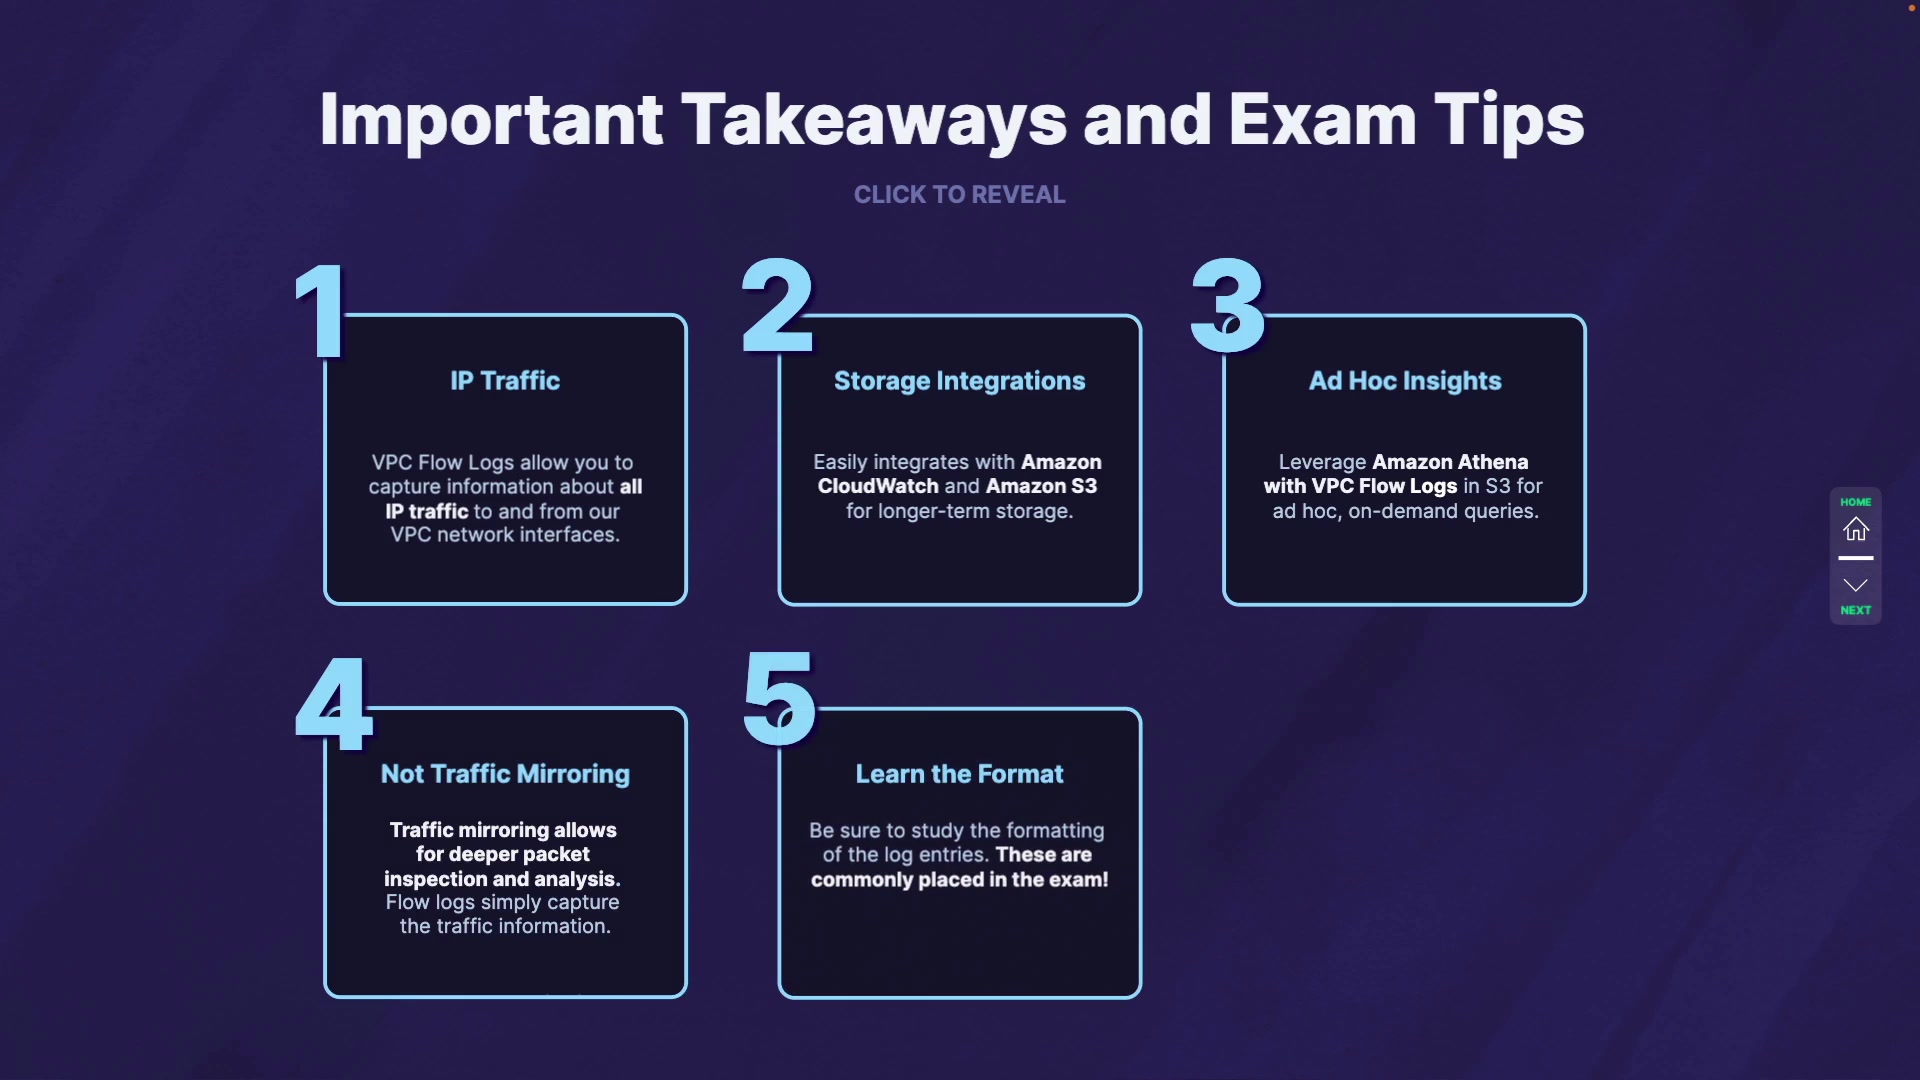 Important Takeaways and Exam Tips
CLICK TO REVEAL
1
IP Traffic
VPC Flow Logs allow you to
capture information about all
IP traffic to and from our
VPC network interfaces.
2
Storage Integrations
Easily integrates with Amazon
CloudWatch and Amazon S3
for longer-term storage.
3
Ad Hoc Insights
Leverage Amazon Athena
with VPC Flow Logs in S3 for
ad hoc, on-demand queries.
4
Not Traffic Mirroring
Traffic mirroring allows
for deeper packet
inspection and analysis.
Flow logs simply capture
the traffic information.
5
Learn the Format
Be sure to study the formatting
of the log entries. These are
commonly placed in the exam!
HOME
NEXT